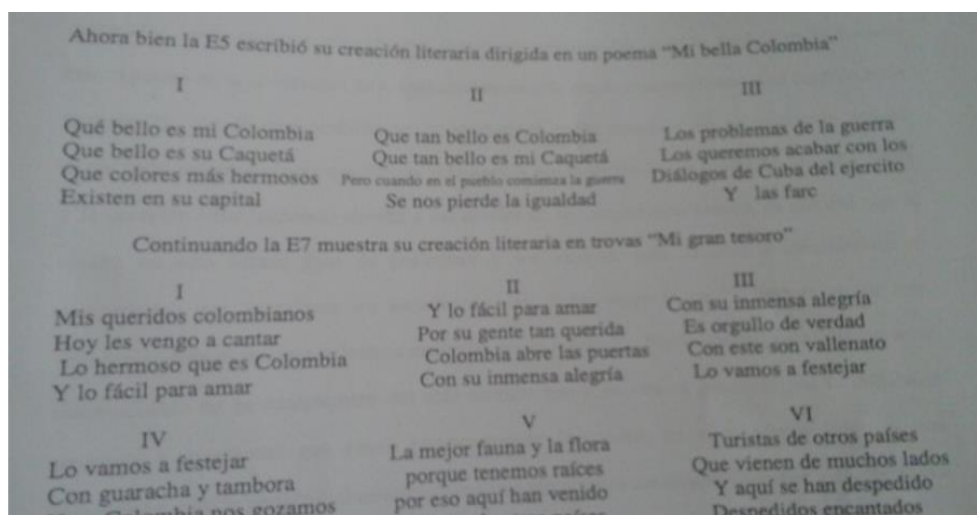 Ahora bien la E5 escribió su creación literaria dirigida en un poema "Mi bella Colombia"
I
Qué bello es mi Colombia
Que bello es su Caquetá
Que colores más hermosos
Existen en su capital
II
Que tan bello es Colombia
Que tan bello es mi Caquetá
Pero cuando en el pueblo comienza la guerra
Se nos pierde la igualdad
III
Los problemas de la guerra
Los queremos acabar con los
Diálogos de Cuba del ejercito
Y las farc
Continuando la E7 muestra su creación literaria en trovas "Mi gran tesoro"
I
Mis queridos colombianos
Hoy les vengo a cantar
Lo hermoso que es Colombia
Y lo fácil para amar
II
Y lo fácil para amar
Por su gente tan querida
Colombia abre las puertas
Con su inmensa alegría
III
Con su inmensa alegría
Es orgullo de verdad
Con este son vallenato
Lo vamos a festejar
IV
Lo vamos a festejar
Con guaracha y tambora
Colombia nos gozamos
V
La mejor fauna y la flora
porque tenemos raíces
por eso aquí han venido
VI
Turistas de otros países
Que vienen de muchos lados
Y aquí se han despedido
Despedidos encantados